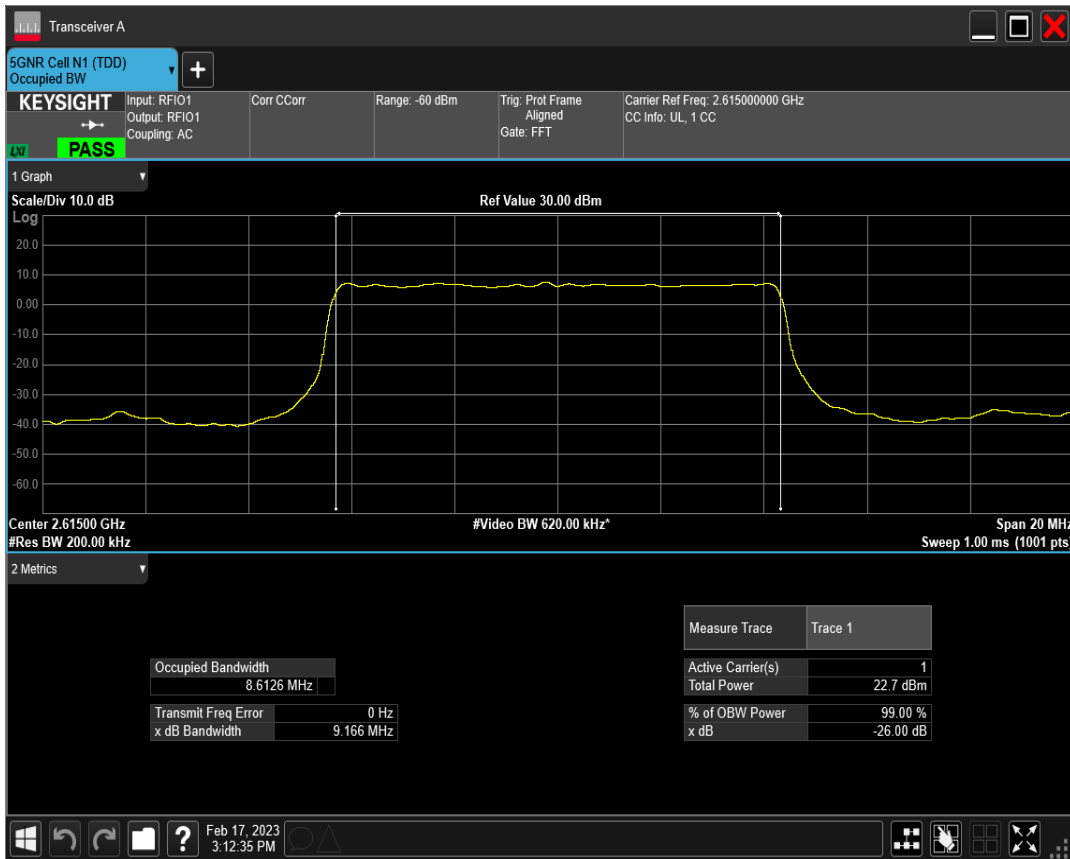 Transceiver A
5GNR Cell N1 (TDD)
Occupied BW
+
KEYSIGHT
LXI
PASS
Input: RFIO1
Output: RFIO1
Coupling: AC
Corr CCorr
Range: -60 dBm
Trig: Prot Frame
Aligned
Gate: FFT
Carrier Ref Freq: 2.615000000 GHz
CC Info: UL, 1 CC
1 Graph
Scale/Div 10.0 dB Ref Value 30.00 dBm
Log
20.0
10.0
0.00
-10.0
-20.0
-30.0
-40.0
-50.0
-60.0
Center 2.61500 GHz #Video BW 620.00 kHz* Span 20 MHz
#Res BW 200.00 kHz Sweep 1.00 ms (1001 pts)
2 Metrics
Measure Trace Trace 1
Occupied Bandwidth
8.6126 MHz
Active Carrier(s) 1
Total Power 22.7 dBm
Transmit Freq Error 0 Hz
x dB Bandwidth 9.166 MHz
% of OBW Power 99.00 %
x dB -26.00 dB
?
Feb 17, 2023
3:12:35 PM